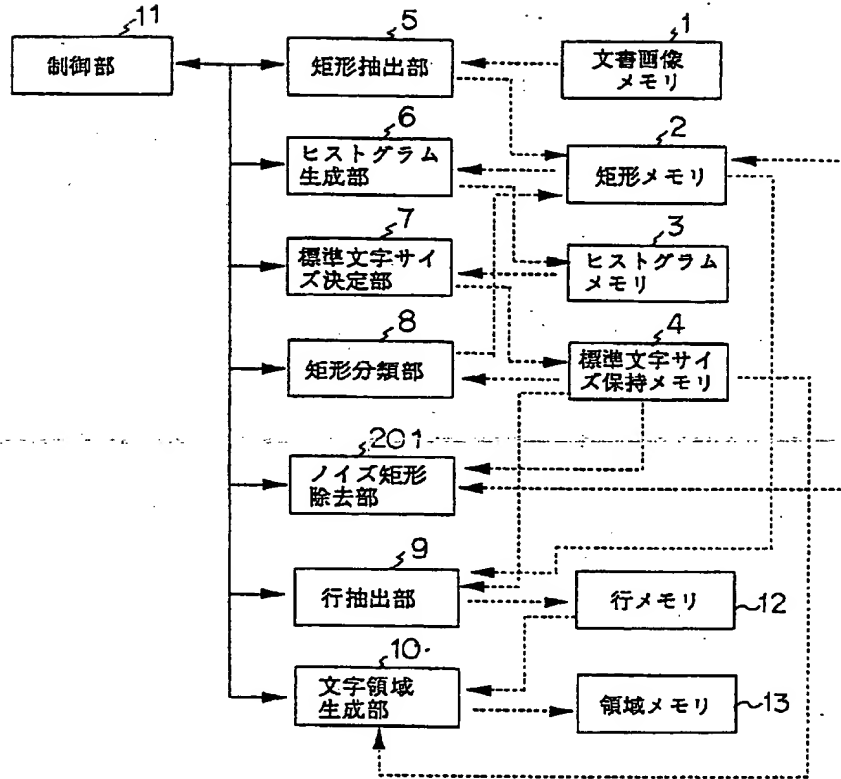 11
制御部
5
矩形抽出部
1
文書画像
メモリ
6
ヒストグラム
生成部
2
矩形メモリ
7
標準文字サイ
ズ決定部
3
ヒストグラム
メモリ
8
矩形分類部
4
標準文字サイ
ズ保持メモリ
201
ノイズ矩形
除去部
9
行抽出部
行メモリ
12
10
文字領域
生成部
領域メモリ
13